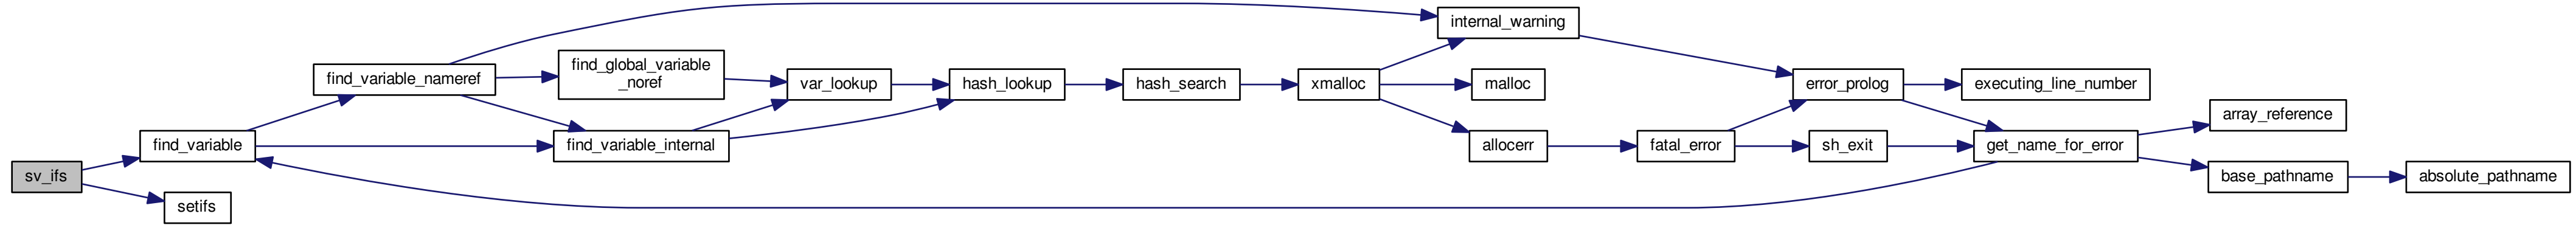 sv_ifs
find_variable
setifs
find_variable_nameref
find_global_variable
_noref
find_variable_internal
var_lookup
hash_lookup
hash_search
xmalloc
internal_warning
malloc
allocerr
fatal_error
error_prolog
sh_exit
executing_line_number
get_name_for_error
array_reference
base_pathname
absolute_pathname